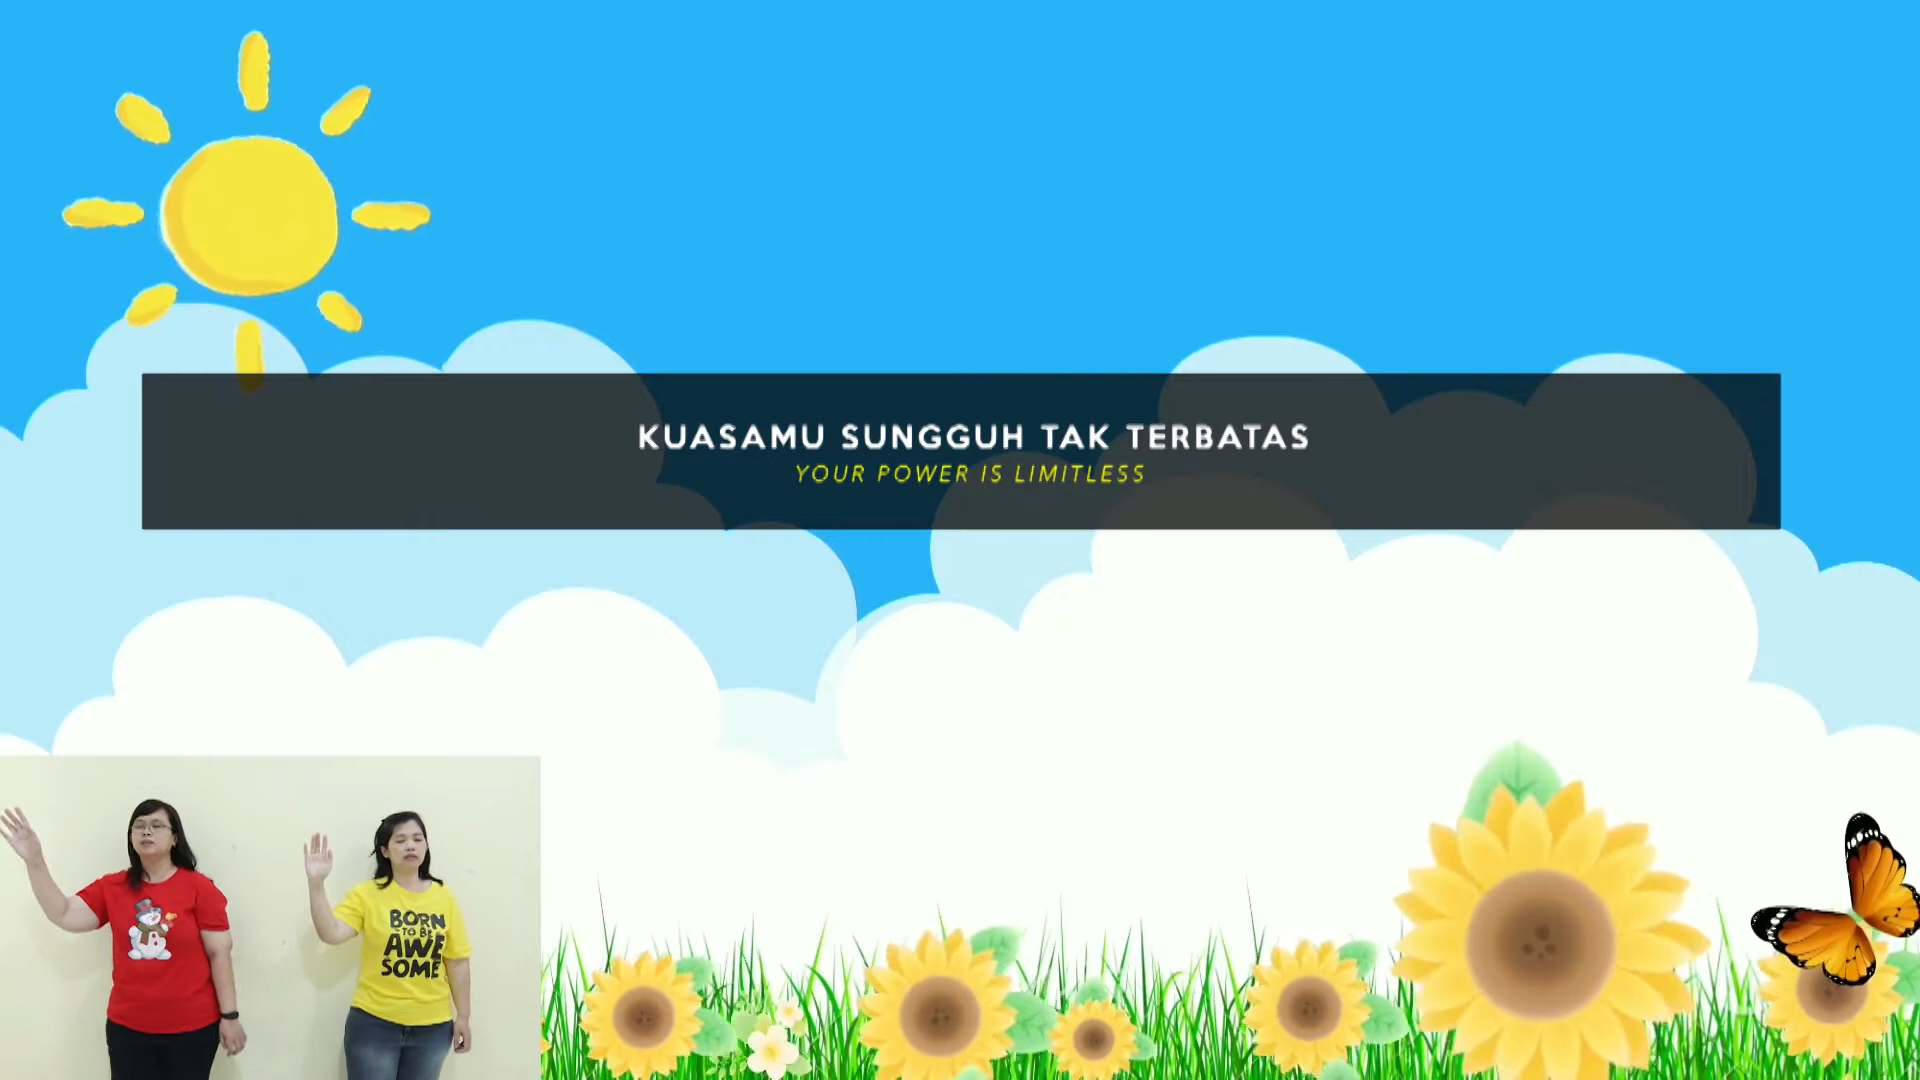 KUASAMU SUNGGUH TAK TERBATAS
YOUR POWER IS LIMITLESS
BORN
TO BE
AWE
SOME